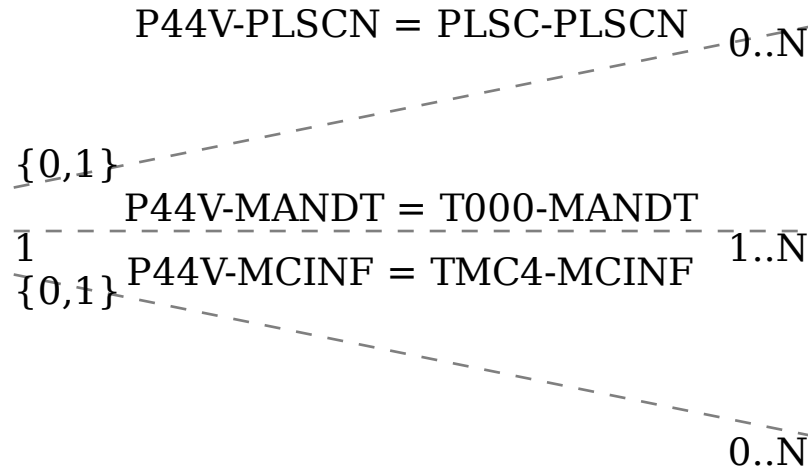 P44V-PLSCN = PLSC-PLSCN
0..N
{0,1}
P44V-MANDT = T000-MANDT
1
1..N
P44V-MCINF = TMC4-MCINF
{0,1}
0..N